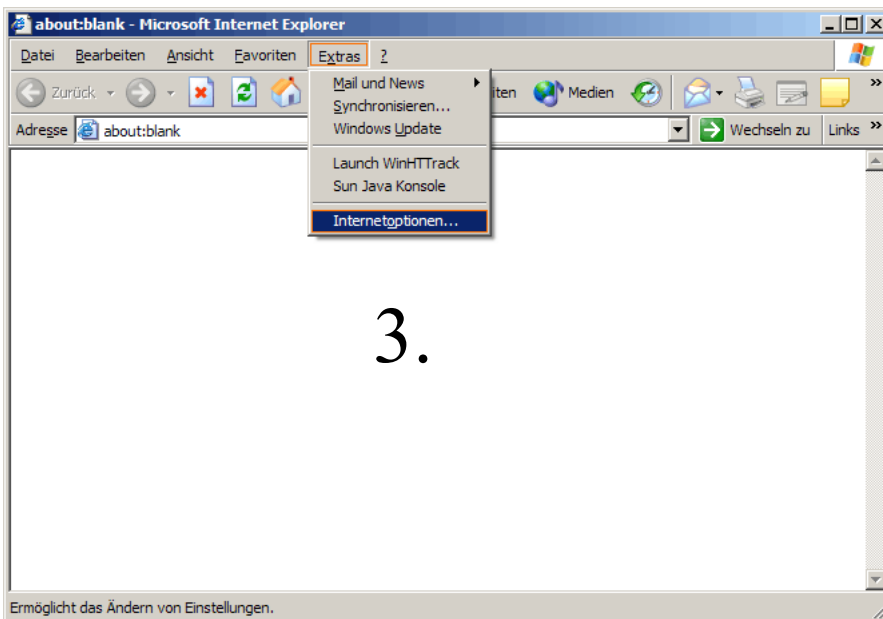 about:blank - Microsoft Internet Explorer
Datei Bearbeiten Ansicht Favoriten Extras ?
Zurück iten Medien »
Adresse about:blank Wechseln zu Links »
Mail und News
Synchronisieren...
Windows Update
Launch WinHTTrack
Sun Java Konsole
Internetoptionen...
3.
Ermöglicht das Ändern von Einstellungen.